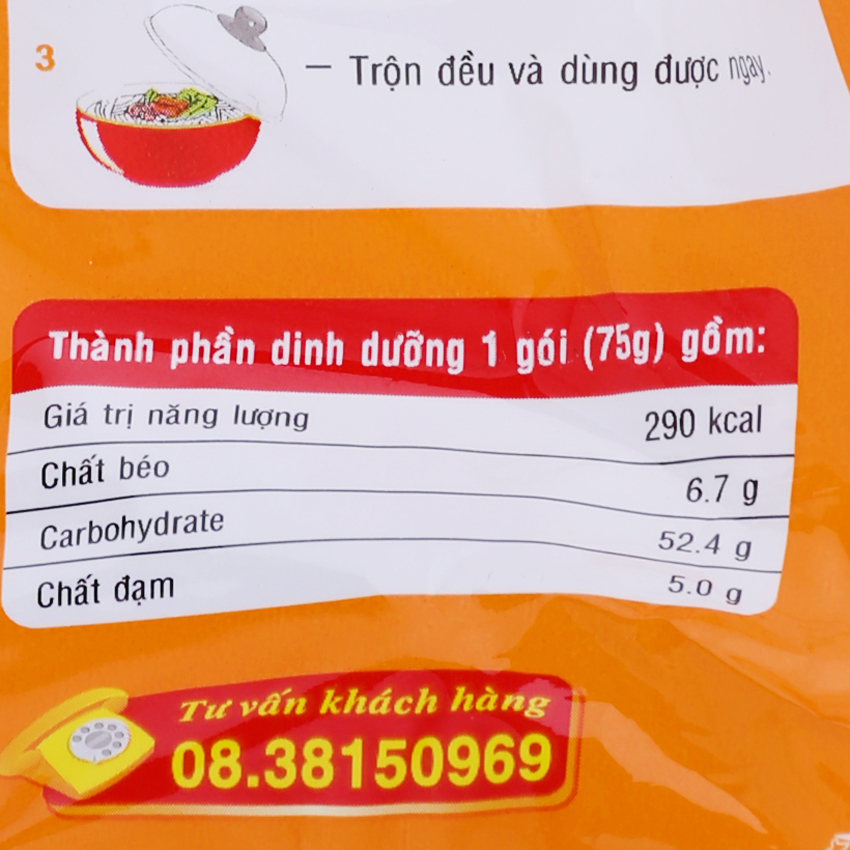 3
– Trộn đều và dùng được ngay.
Thành phần dinh dưỡng 1 gói (75g) gồm:
Giá trị năng lượng 290 kcal
Chất béo 6.7 g
Carbohydrate 52.4 g
Chất đạm 5.0 g
Tư vấn khách hàng
08.38150969